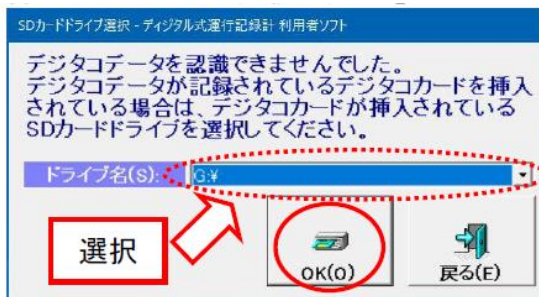 SDカードドライブ選択 - ディジタル式運行記録計 利用者ソフト
デジタコデータを認識できませんでした。
デジタコデータが記録されているデジタコカードを挿入
されている場合は、デジタコカードが挿入されている
SDカードドライブを選択してください。
ドライブ名(S): G:¥
選択
OK(O)
戻る(E)